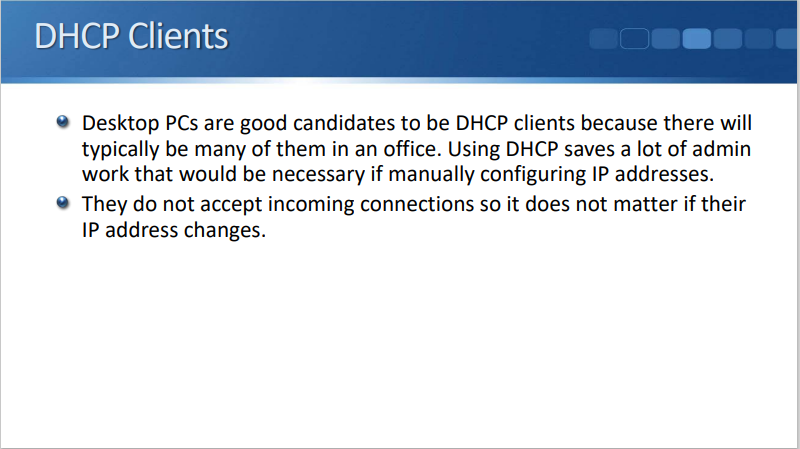 DHCP Clients
Desktop PCs are good candidates to be DHCP clients because there will
typically be many of them in an office. Using DHCP saves a lot of admin
work that would be necessary if manually configuring IP addresses.
They do not accept incoming connections so it does not matter if their
IP address changes.